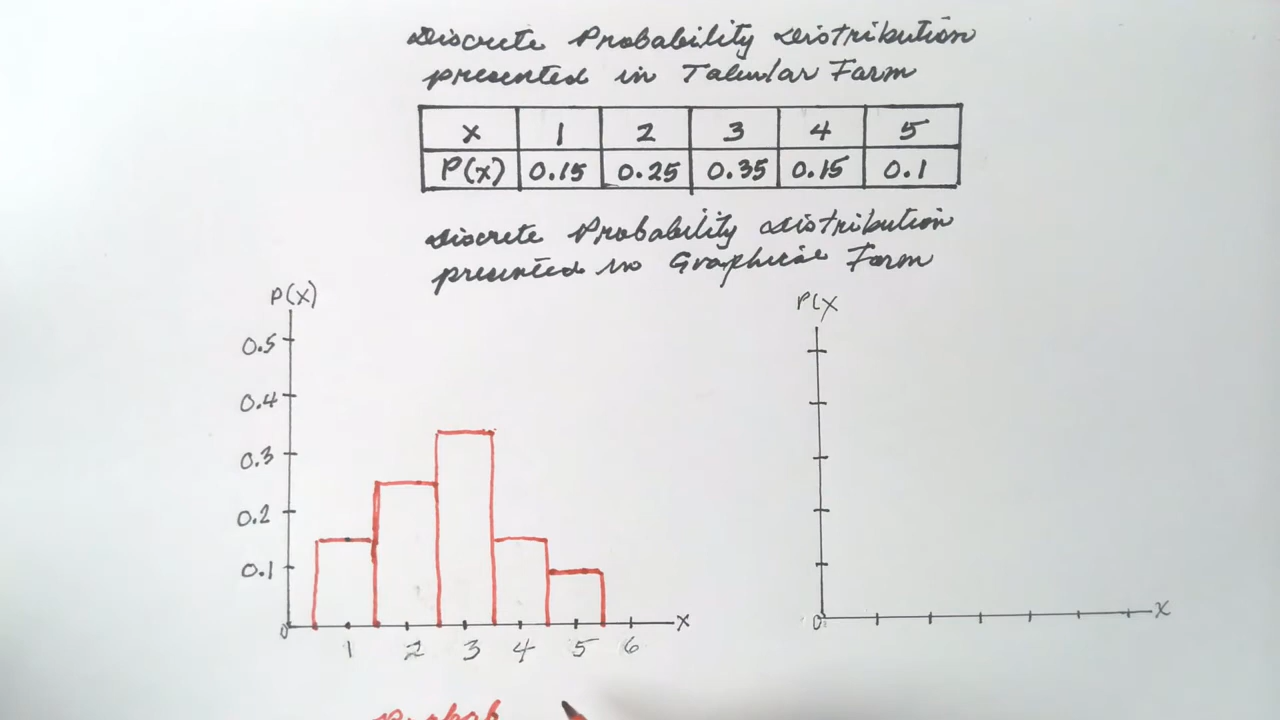 Discrete Probability Distribution
presented in Tabular Form
x 1 2 3 4 5
P(x) 0.15 0.25 0.35 0.15 0.1
Discrete Probability Distribution
presented in Graphical Form
P(x)
0.5
0.4
0.3
0.2
0.1
0
1 2 3 4 5 6
x
P(x
0
x
Probab